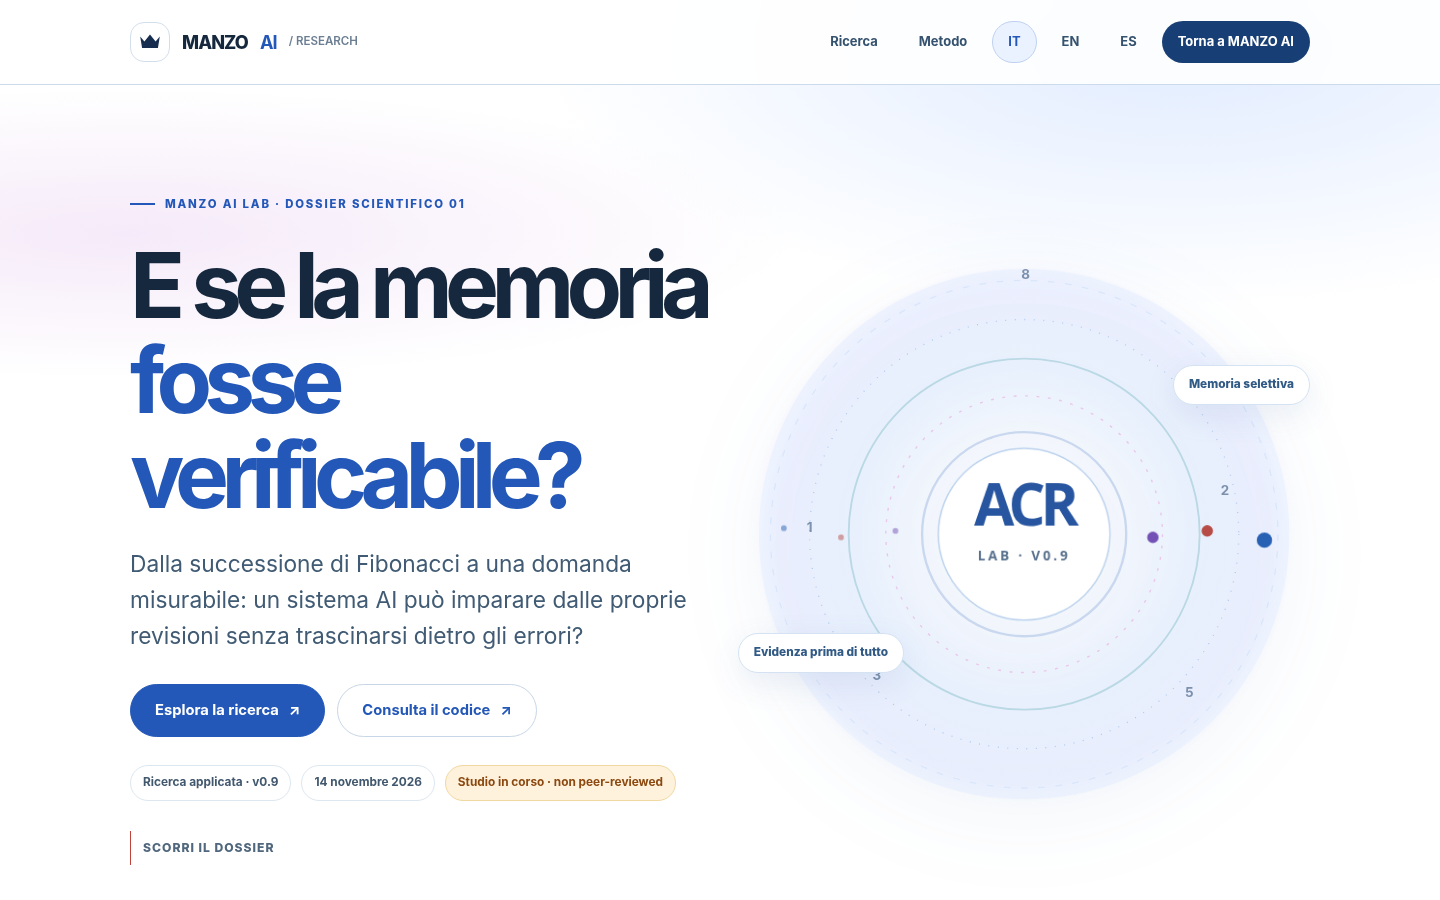 MANZO AI / RESEARCH
Ricerca
Metodo
IT
EN
ES
Torna a MANZO AI
MANZO AI LAB · DOSSIER SCIENTIFICO 01
E se la memoria
fosse
verificabile?
Dalla successione di Fibonacci a una domanda
misurabile: un sistema AI può imparare dalle proprie
revisioni senza trascinarsi dietro gli errori?
Esplora la ricerca
Consulta il codice
Ricerca applicata · v0.9
14 novembre 2026
Studio in corso · non peer-reviewed
SCORRI IL DOSSIER
8
Memoria selettiva
2
1
ACR
LAB · V0.9
Evidenza prima di tutto
3
5